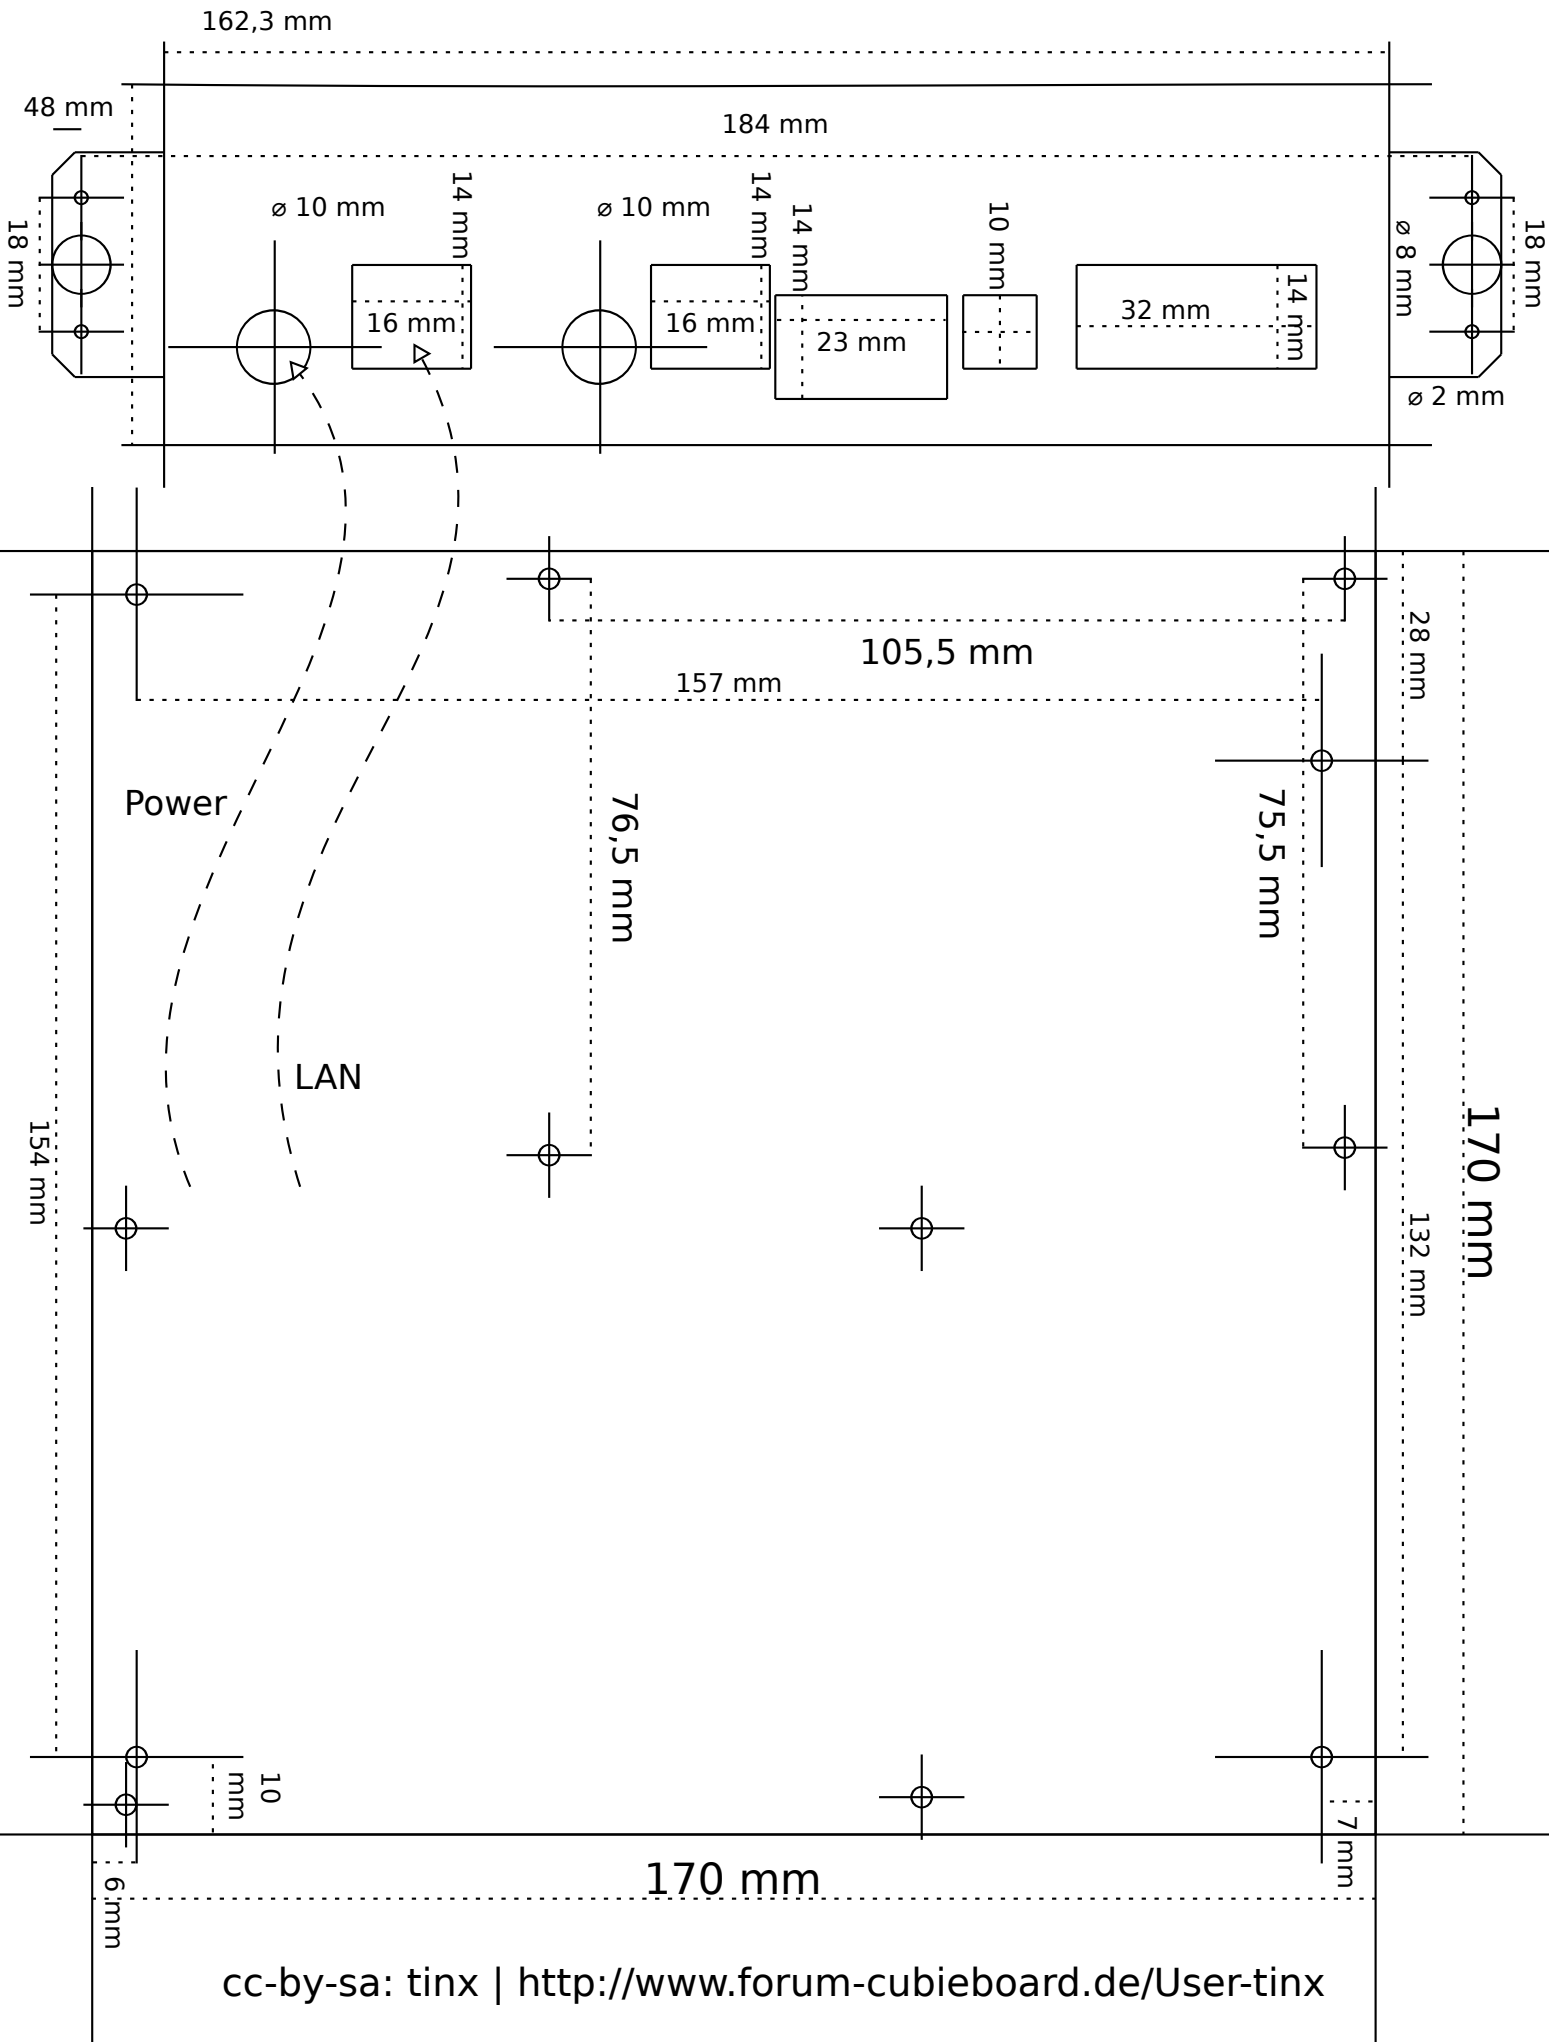 162,3 mm
48 mm
184 mm
18 mm
⌀ 10 mm
14 mm
⌀ 10 mm
14 mm
14 mm
10 mm
⌀ 8 mm
18 mm
16 mm
16 mm
23 mm
32 mm
14 mm
⌀ 2 mm
28 mm
105,5 mm
157 mm
Power
76,5 mm
75,5 mm
LAN
154 mm
170 mm
132 mm
10
mm
7 mm
170 mm
6 mm
cc-by-sa: tinx | http://www.forum-cubieboard.de/User-tinx